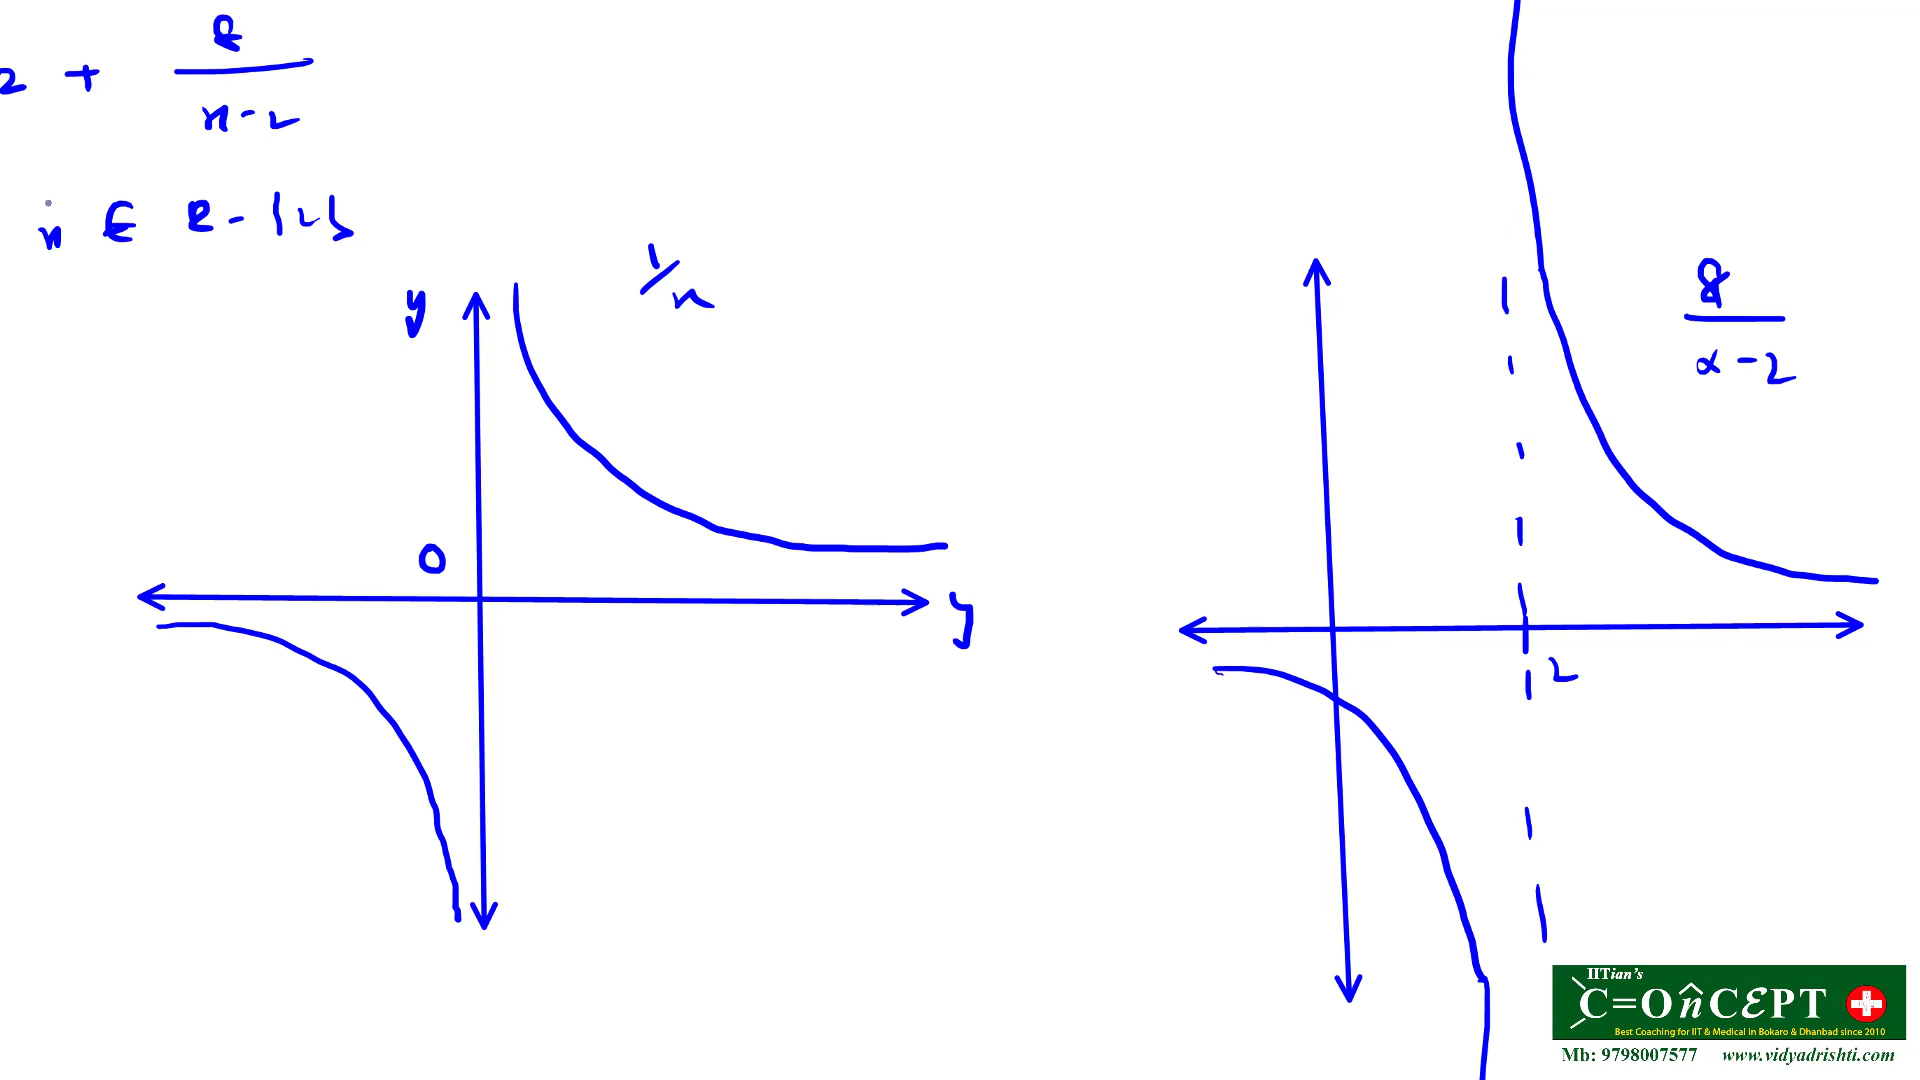 2 + 8/x-2
x ∈ R - {2}
1/x
y
0
y
8/x-2
2
IITian's
C=OnCEPT
Best Coaching for IIT & Medical in Bokaro & Dhanbad since 2010
Mb: 9798007577 www.vidyadrishti.com